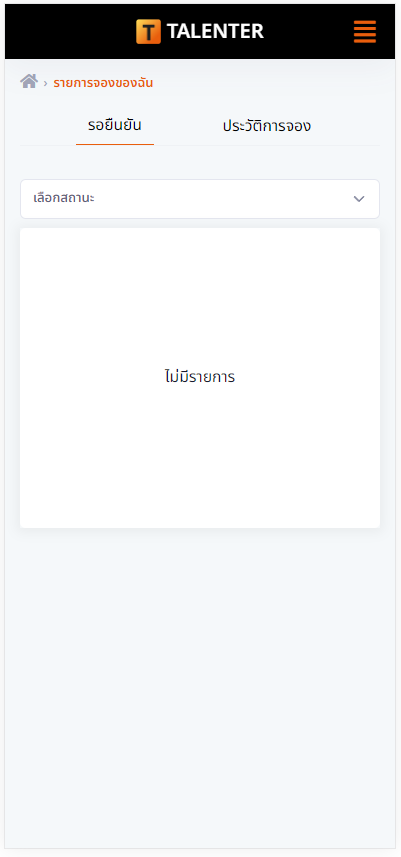 T TALENTER
› รายการจองของฉัน
รอยืนยัน ประวัติการจอง
เลือกสถานะ
ไม่มีรายการ